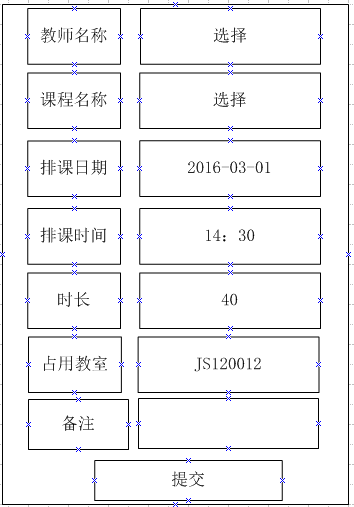 教师名称 选择
课程名称 选择
排课日期 2016-03-01
排课时间 14：30
时长 40
占用教室 JS120012
备注
提交